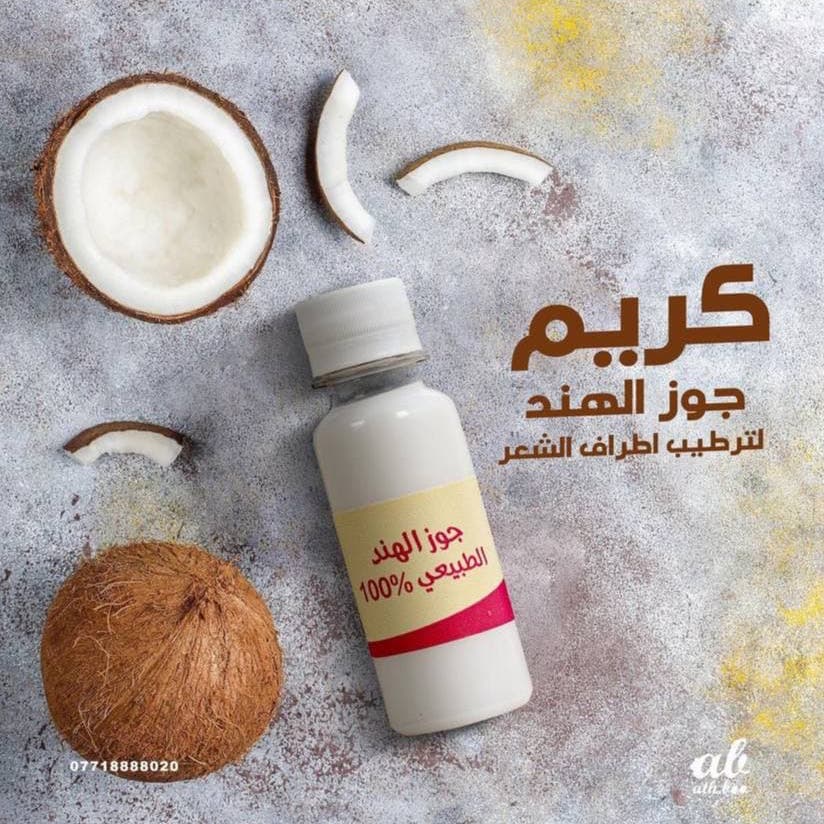 كريم
جوز الهند
لترطيب اطراف الشعر
جوز الهند
الطبيعي 100%
07718888020
ab